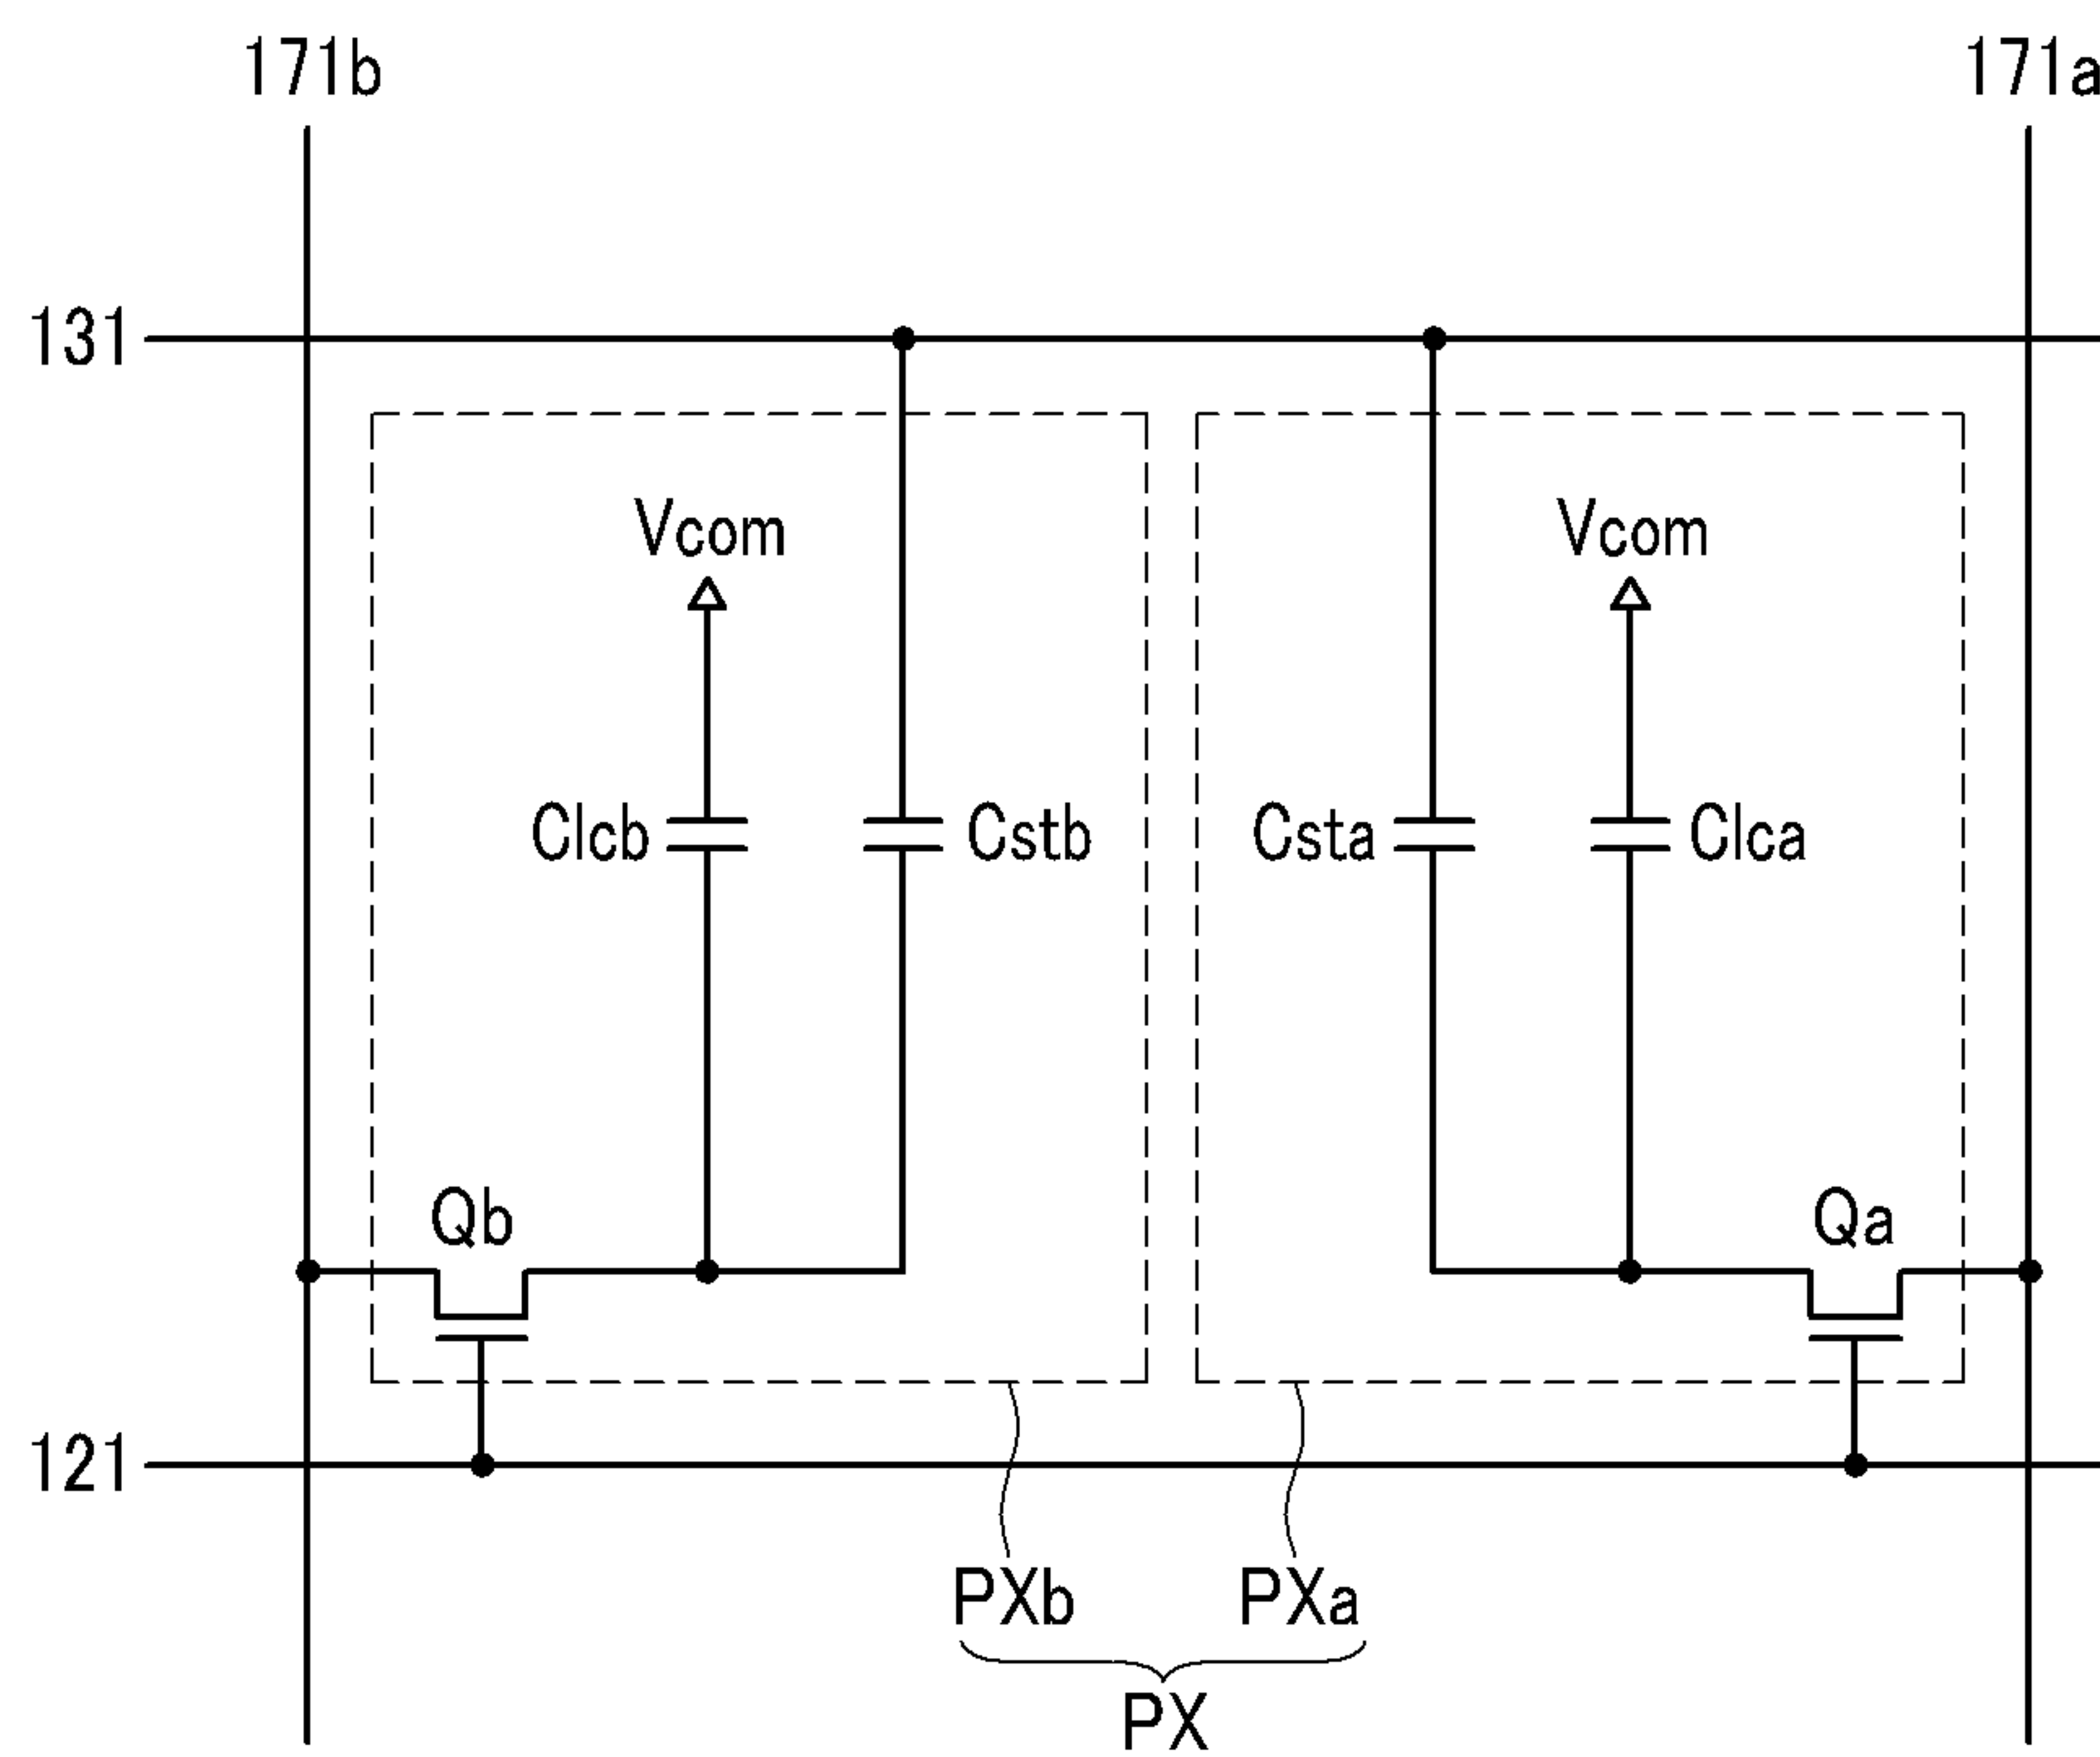 171b 171a
131
Vcom Vcom
Clcb Cstb Csta Clca
Qb Qa
121
PXb PXa
PX